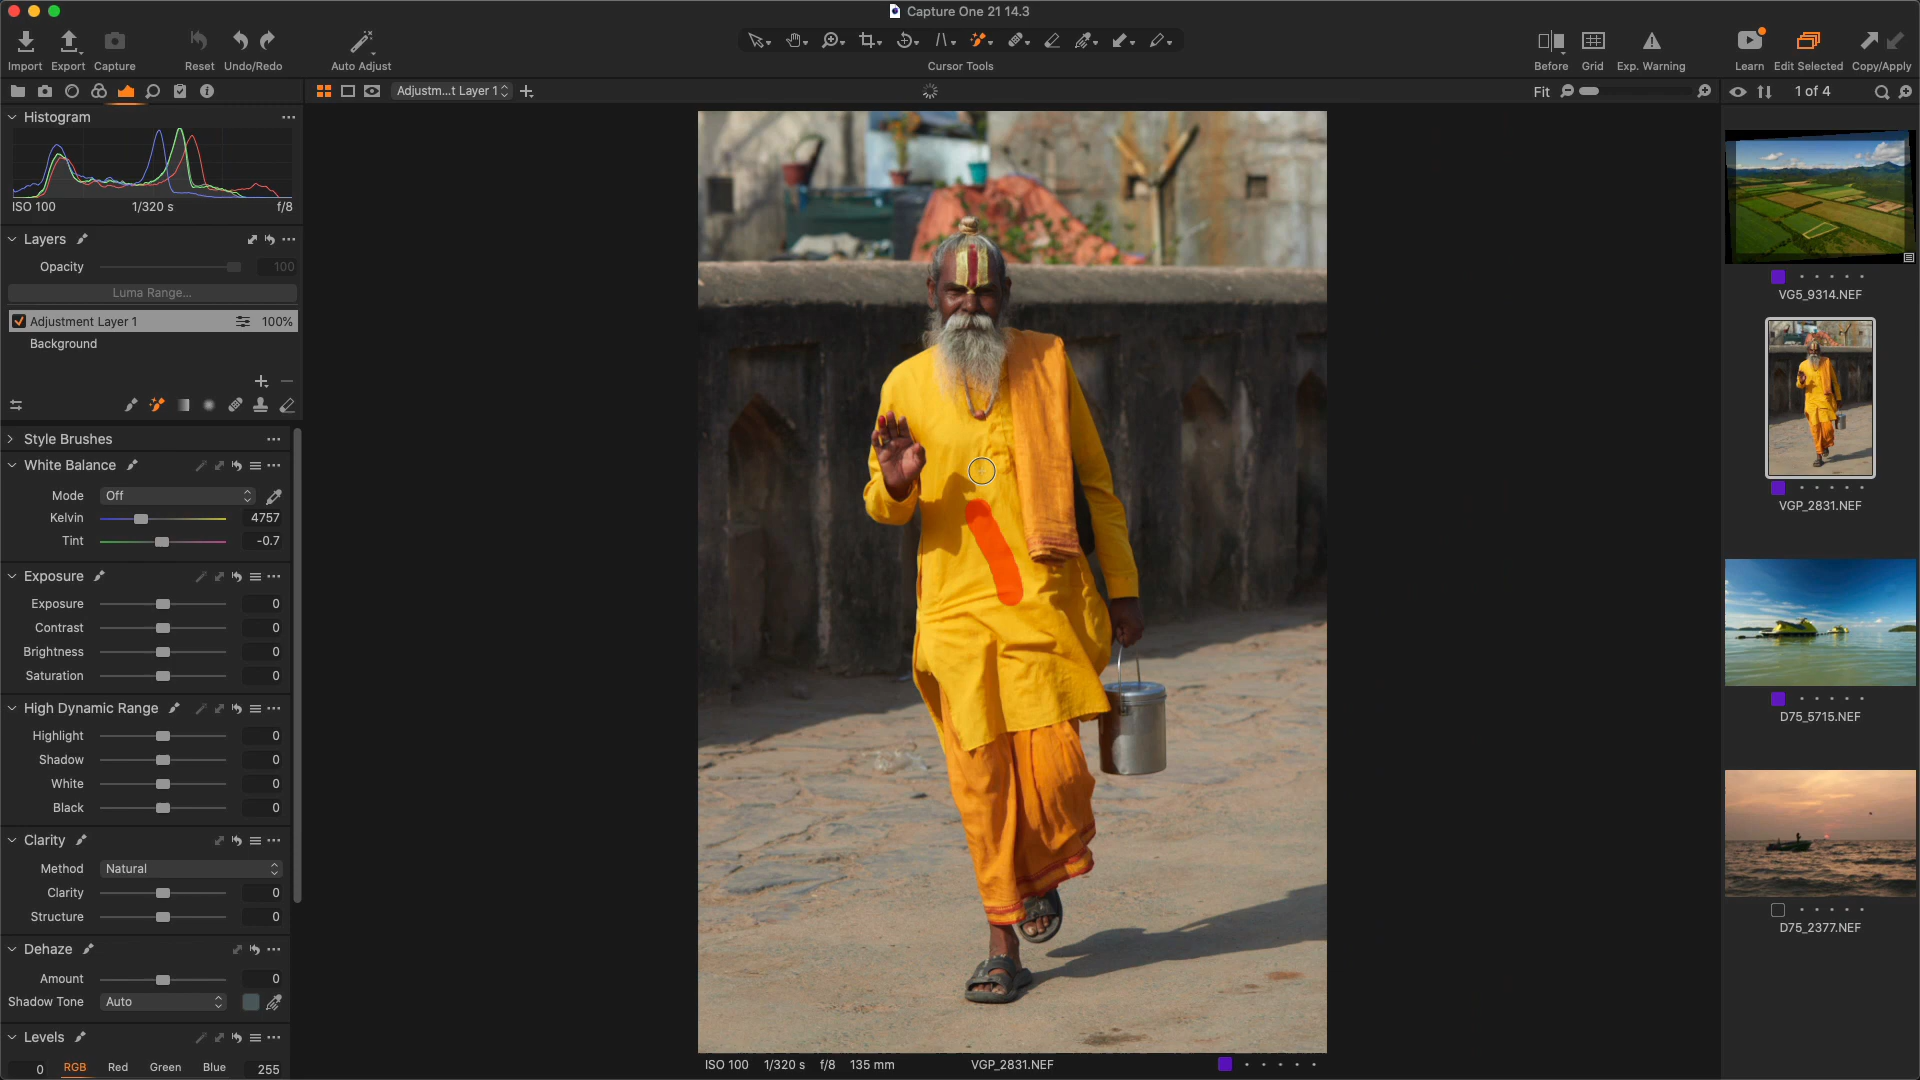 Capture One 21 14.3
Import Export Capture Reset Undo/Redo Auto Adjust Cursor Tools Before Grid Exp. Warning Learn Edit Selected Copy/Apply
Adjustm...t Layer 1 Fit 1 of 4
Histogram
ISO 100 1/320 s f/8
Layers
Opacity 100
Luma Range...
Adjustment Layer 1 100%
Background
Style Brushes
White Balance
Mode Off
Kelvin 4757
Tint -0.7
Exposure
Exposure 0
Contrast 0
Brightness 0
Saturation 0
High Dynamic Range
Highlight 0
Shadow 0
White 0
Black 0
Clarity
Method Natural
Clarity 0
Structure 0
Dehaze
Amount 0
Shadow Tone Auto
Levels
0 RGB Red Green Blue 255
ISO 100 1/320 s f/8 135 mm VGP_2831.NEF
VG5_9314.NEF
VGP_2831.NEF
D75_5715.NEF
D75_2377.NEF